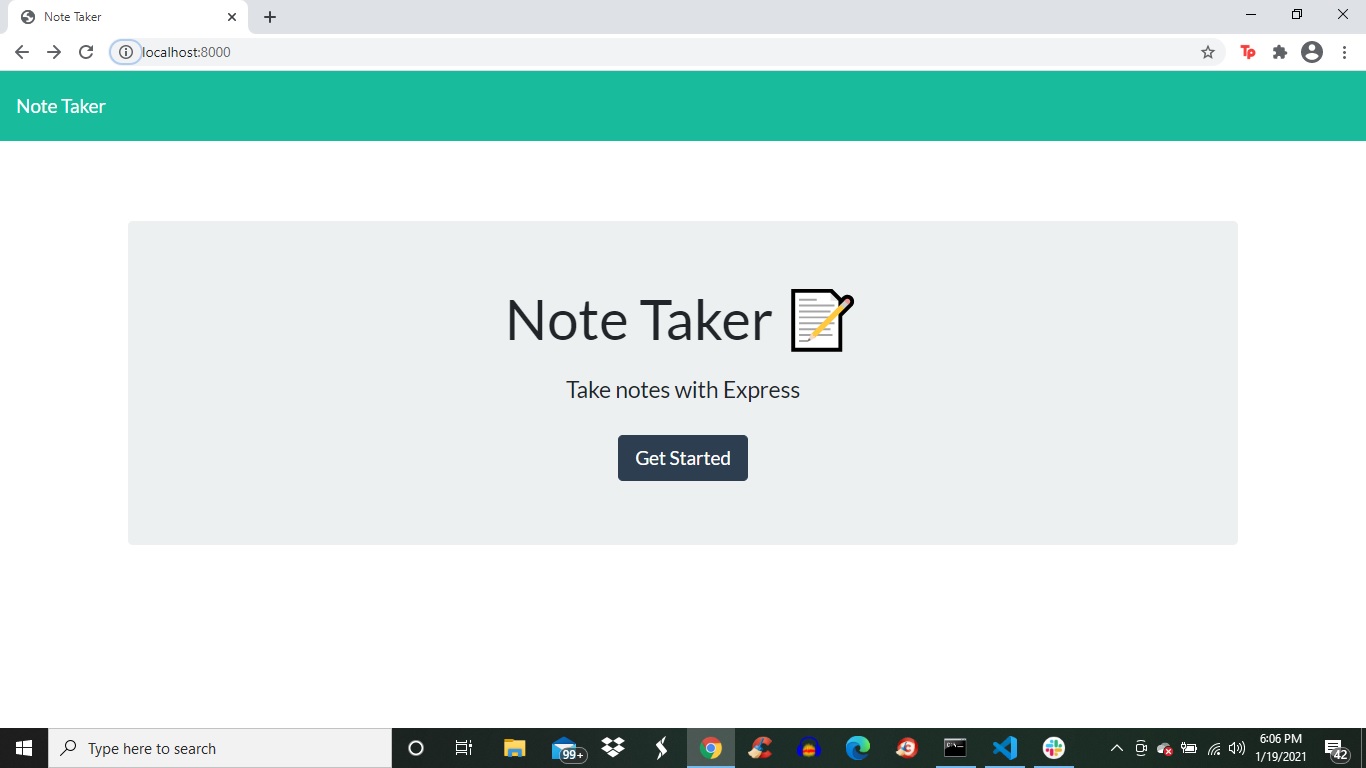 Note Taker
localhost:8000
Tp
Note Taker
Note Taker
Take notes with Express
Get Started
Type here to search
99+
6:06 PM
1/19/2021
42